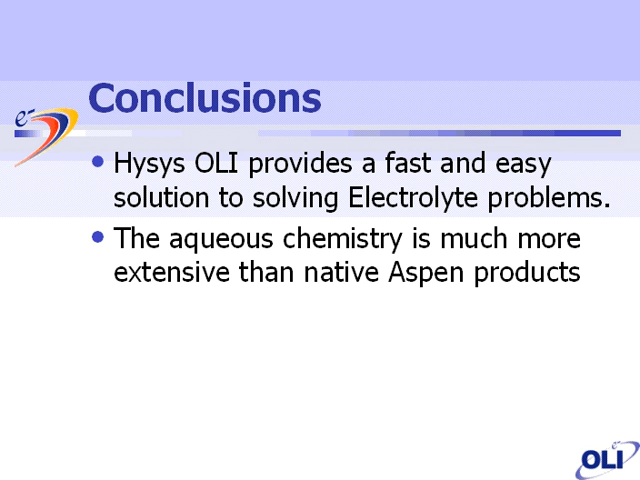 e-
Conclusions
Hysys OLI provides a fast and easy
solution to solving Electrolyte problems.
The aqueous chemistry is much more
extensive than native Aspen products
OLI